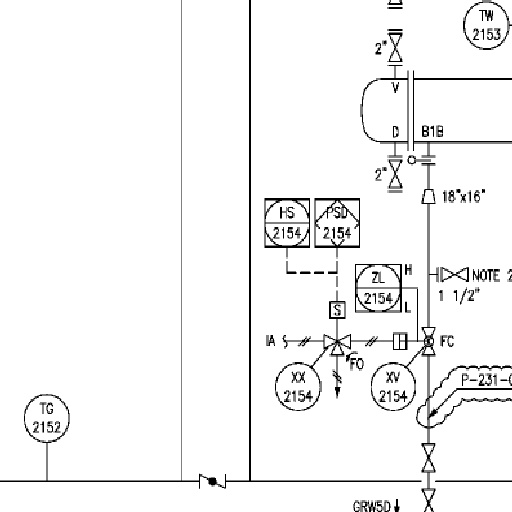 TW
2153
2"
V
D
B1B
2"
18"x16"
HS
2154
PSD
2154
ZL
2154
H
L
NOTE 2
1 1/2"
S
IA
FO
FC
XX
2154
XV
2154
P-231-
TG
2152
GRW5D